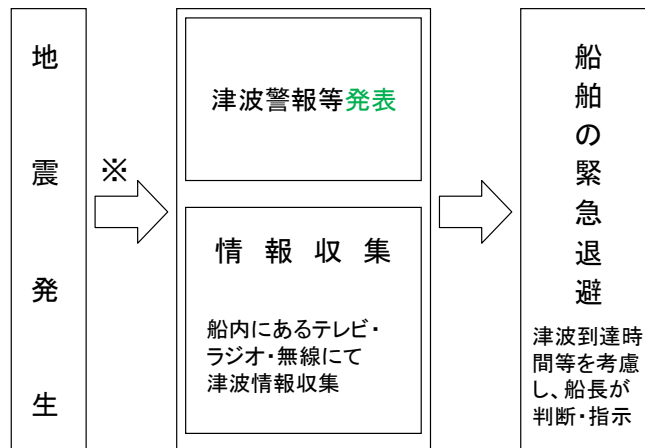 地震発生
※
津波警報等発表
情報収集
船内にあるテレビ・
ラジオ・無線にて
津波情報収集
船舶の緊急退避
津波到達時
間等を考慮
し、船長が
判断・指示